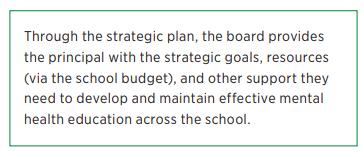 Through the strategic plan, the board provides
the principal with the strategic goals, resources
(via the school budget), and other support they
need to develop and maintain effective mental
health education across the school.